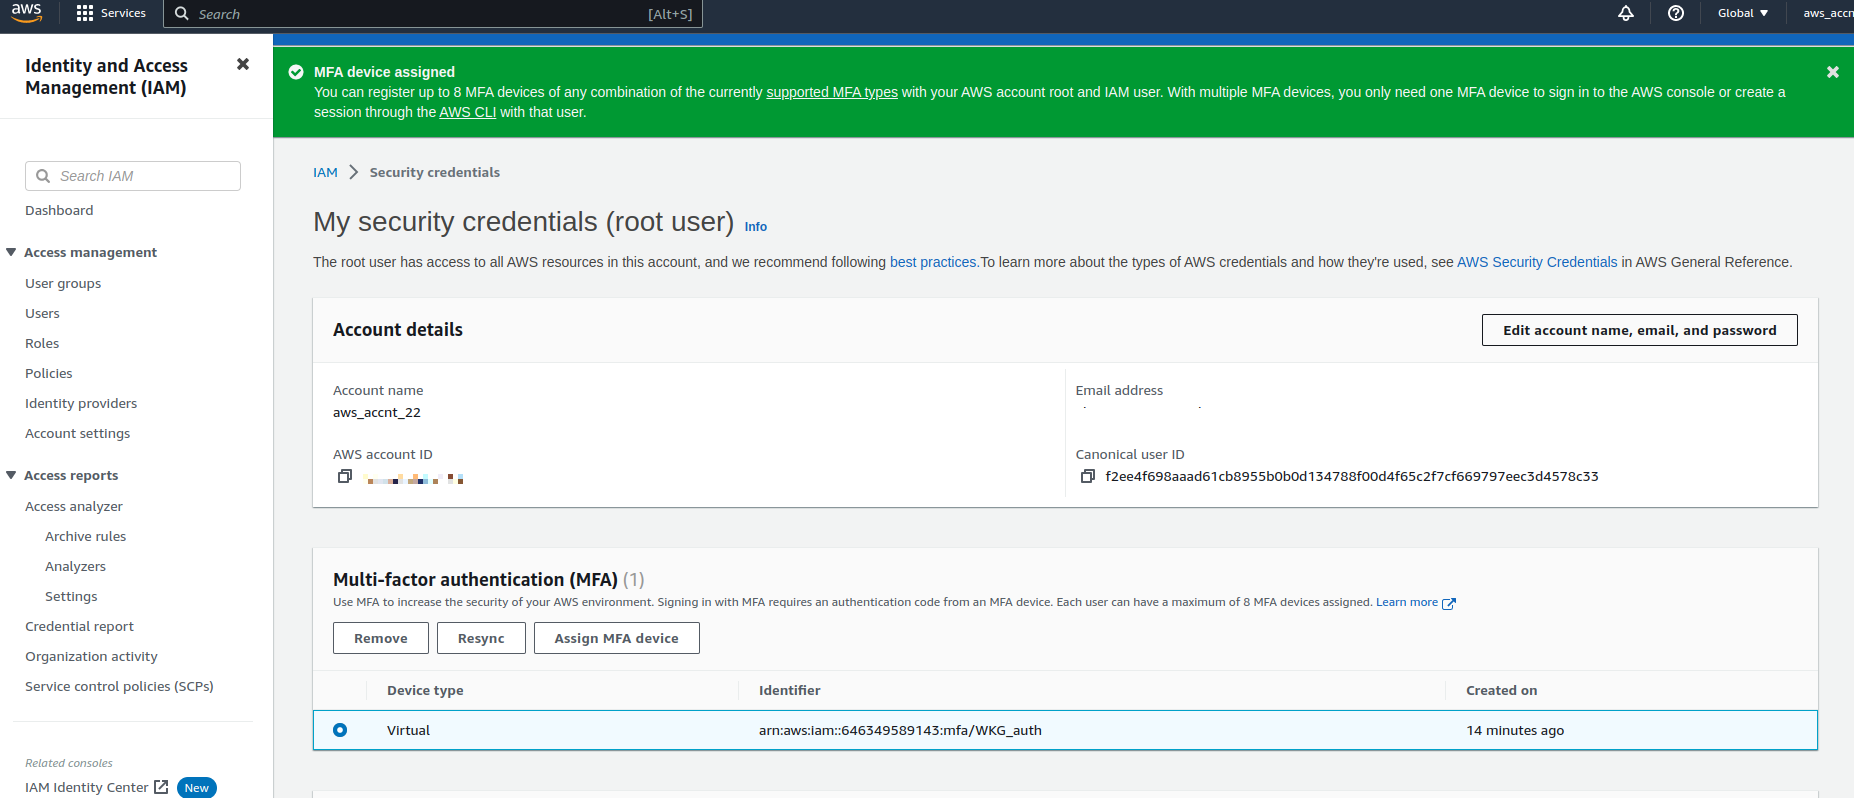 aws
Services
Search
[Alt+S]
Global
aws_accn
Identity and Access
Management (IAM)
Search IAM
Dashboard
Access management
User groups
Users
Roles
Policies
Identity providers
Account settings
Access reports
Access analyzer
Archive rules
Analyzers
Settings
Credential report
Organization activity
Service control policies (SCPs)
Related consoles
IAM Identity Center
New
MFA device assigned
You can register up to 8 MFA devices of any combination of the currently supported MFA types with your AWS account root and IAM user. With multiple MFA devices, you only need one MFA device to sign in to the AWS console or create a
session through the AWS CLI with that user.
IAM
Security credentials
My security credentials (root user) Info
The root user has access to all AWS resources in this account, and we recommend following best practices.To learn more about the types of AWS credentials and how they're used, see AWS Security Credentials in AWS General Reference.
Account details
Edit account name, email, and password
Account name
aws_accnt_22
Email address
AWS account ID
Canonical user ID
f2ee4f698aaad61cb8955b0b0d134788f00d4f65c2f7cf669797eec3d4578c33
Multi-factor authentication (MFA) (1)
Use MFA to increase the security of your AWS environment. Signing in with MFA requires an authentication code from an MFA device. Each user can have a maximum of 8 MFA devices assigned. Learn more
Remove
Resync
Assign MFA device
Device type
Identifier
Created on
Virtual
arn:aws:iam::646349589143:mfa/WKG_auth
14 minutes ago